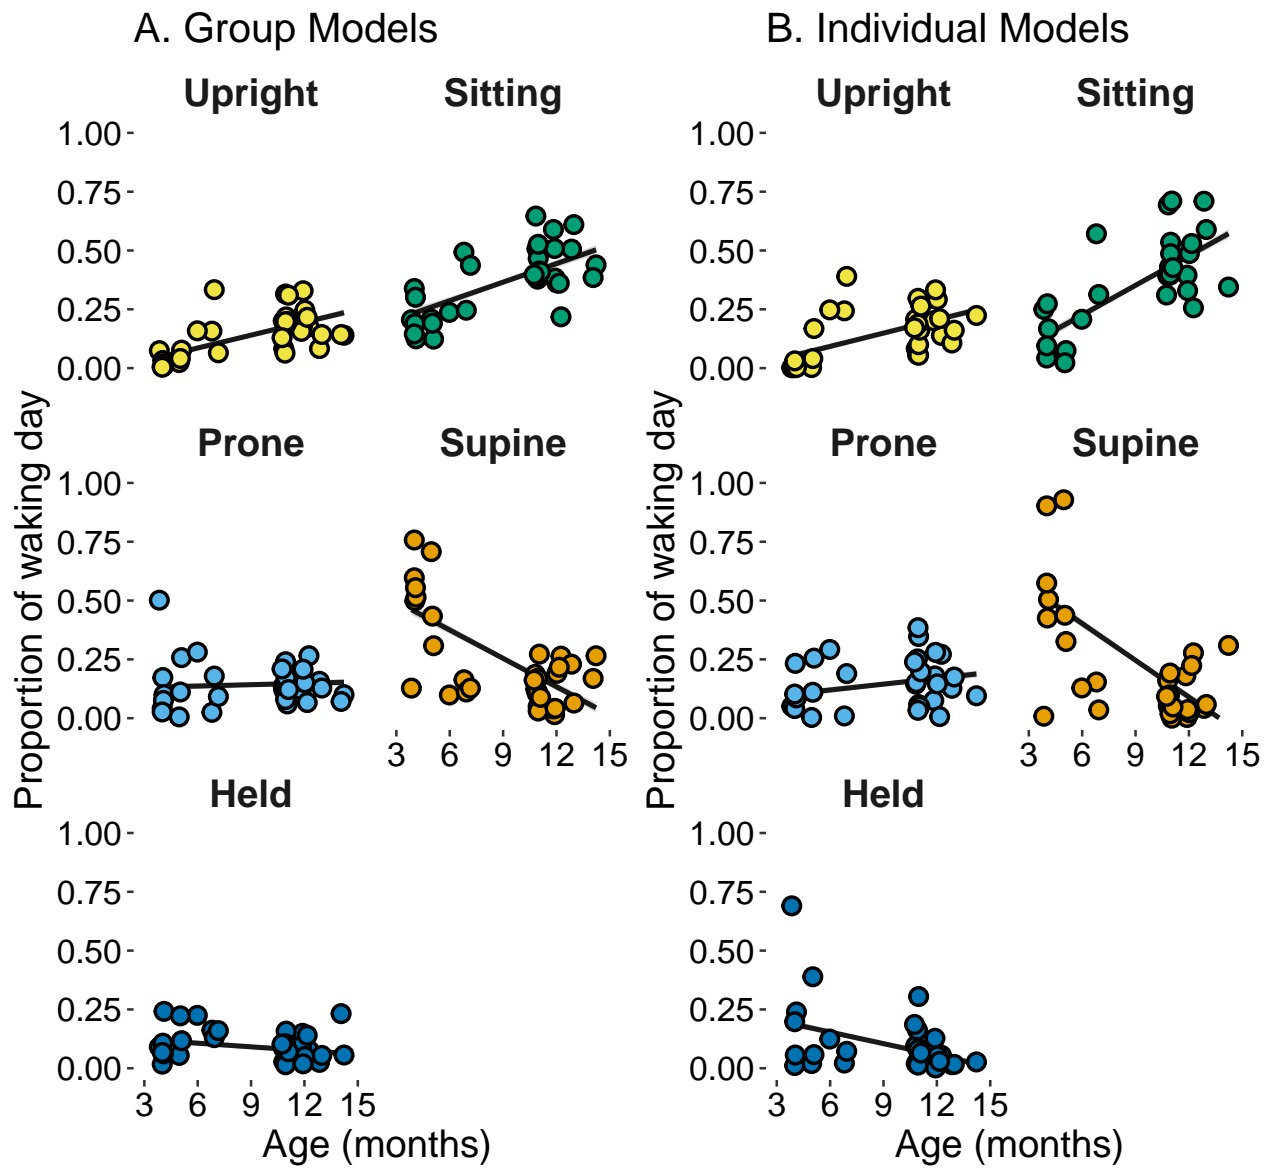 A. Group Models
B. Individual Models
Upright
Sitting
Upright
Sitting
1.00
0.75
0.50
0.25
0.00
1.00
0.75
0.50
0.25
0.00
Proportion of waking day
Proportion of waking day
Prone
Supine
Prone
Supine
1.00
0.75
0.50
0.25
0.00
3 6 9 12 15
1.00
0.75
0.50
0.25
0.00
3 6 9 12 15
Held
Held
1.00
0.75
0.50
0.25
0.00
3 6 9 12 15
Age (months)
1.00
0.75
0.50
0.25
0.00
3 6 9 12 15
Age (months)